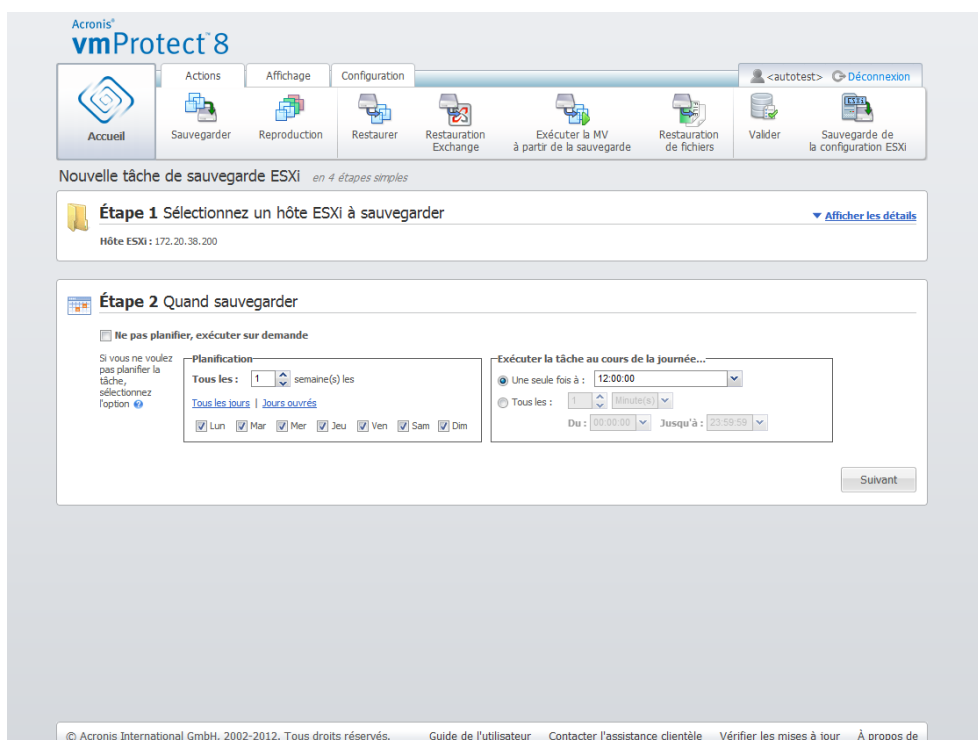 Acronis®
vmProtect™ 8
Actions Affichage Configuration
<autotest> Déconnexion
Accueil
Sauvegarder
Reproduction
Restaurer
Restauration
Exchange
Exécuter la MV
à partir de la sauvegarde
Restauration
de fichiers
Valider
Sauvegarde de
la configuration ESXi
Nouvelle tâche de sauvegarde ESXi en 4 étapes simples
Étape 1 Sélectionnez un hôte ESXi à sauvegarder
Afficher les détails
Hôte ESXi : 172.20.38.200
Étape 2 Quand sauvegarder
Ne pas planifier, exécuter sur demande
Si vous ne voulez
pas planifier la
tâche,
sélectionnez
l'option
Planification
Tous les : 1 semaine(s) les
Tous les jours | Jours ouvrés
Lun Mar Mer Jeu Ven Sam Dim
Exécuter la tâche au cours de la journée...
Une seule fois à : 12:00:00
Tous les : 1 Minute(s)
Du : 00:00:00 Jusqu'à : 23:59:59
Suivant
© Acronis International GmbH, 2002-2012. Tous droits réservés. Guide de l'utilisateur Contacter l'assistance clientèle Vérifier les mises à jour À propos de